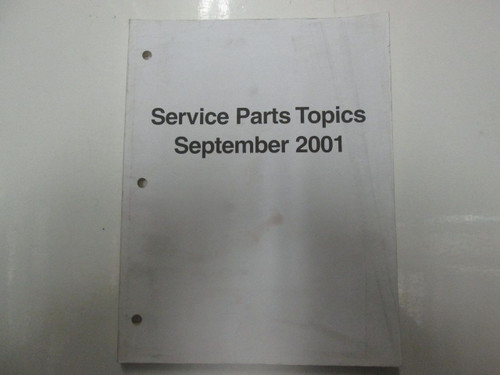 Service Parts Topics
September 2001